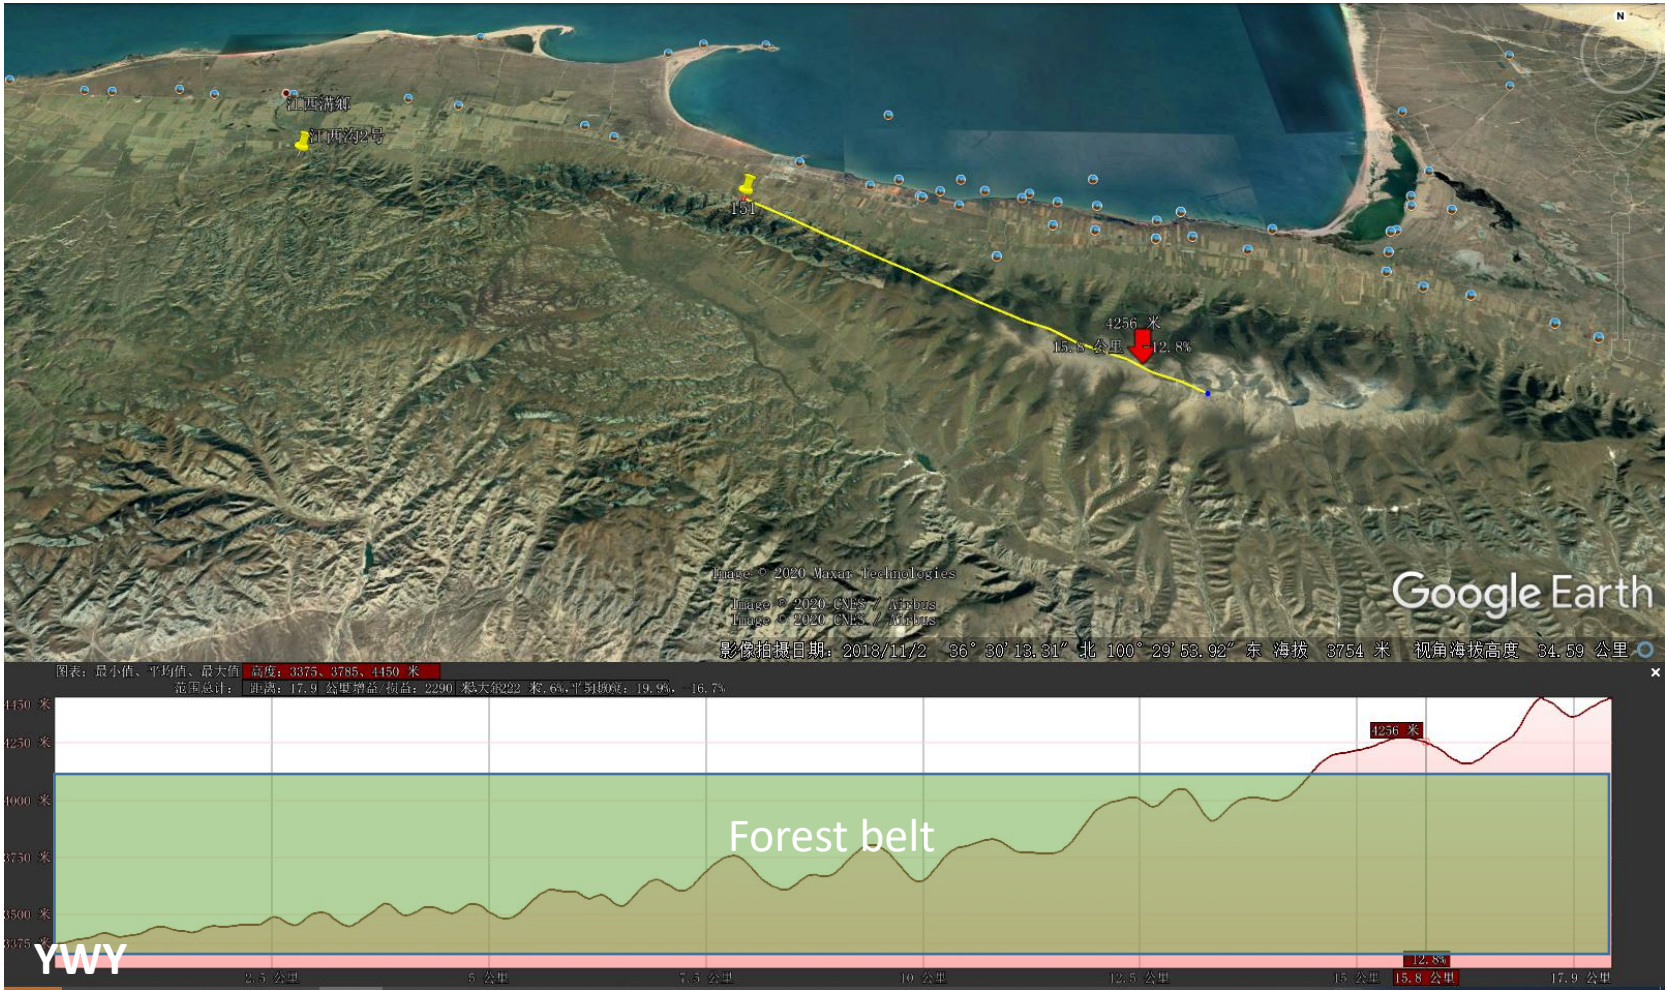 N
江西沟乡
江西沟2号
151
4256 米
15.8 公里 -12.8%
Image © 2020 Maxar Technologies
Image © 2020 CNES / Airbus
Image © 2020 CNES / Airbus
Google Earth
影像拍摄日期: 2018/11/2 36°30'13.31" 北 100°29'53.92" 东 海拔 3754 米 视角海拔高度 34.59 公里
图表: 最小值、平均值、最大值 高度: 3375、3785、4450 米
范围总计: 距离: 17.9 公里 增益/损益: 2290 米 222 米 .6%, 平均坡度: 19.9%, -16.7%
4450 米
4250 米
4256 米
4000 米
3750 米
Forest belt
3500 米
3375 米
YWY
-12.8%
2.5 公里
5 公里
7.5 公里
10 公里
12.5 公里
15 公里
15.8 公里
17.9 公里